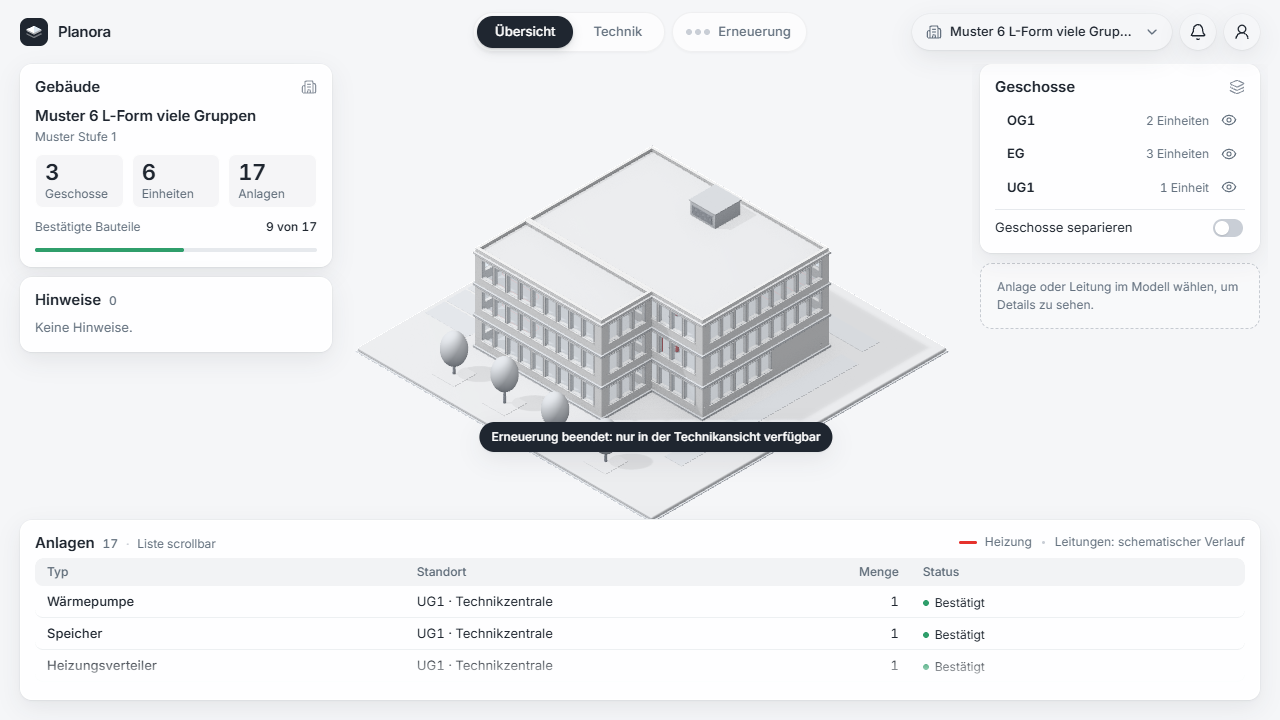 Planora
Übersicht
Technik
Erneuerung
Muster 6 L-Form viele Grup...
Gebäude
Muster 6 L-Form viele Gruppen
Muster Stufe 1
3
Geschosse
6
Einheiten
17
Anlagen
Bestätigte Bauteile
9 von 17
Hinweise 0
Keine Hinweise.
Geschosse
OG1 2 Einheiten
EG 3 Einheiten
UG1 1 Einheit
Geschosse separieren
Anlage oder Leitung im Modell wählen, um
Details zu sehen.
Erneuerung beendet: nur in der Technikansicht verfügbar
Anlagen 17 · Liste scrollbar
Heizung • Leitungen: schematischer Verlauf
Typ Standort Menge Status
Wärmepumpe UG1 · Technikzentrale 1 Bestätigt
Speicher UG1 · Technikzentrale 1 Bestätigt
Heizungsverteiler UG1 · Technikzentrale 1 Bestätigt